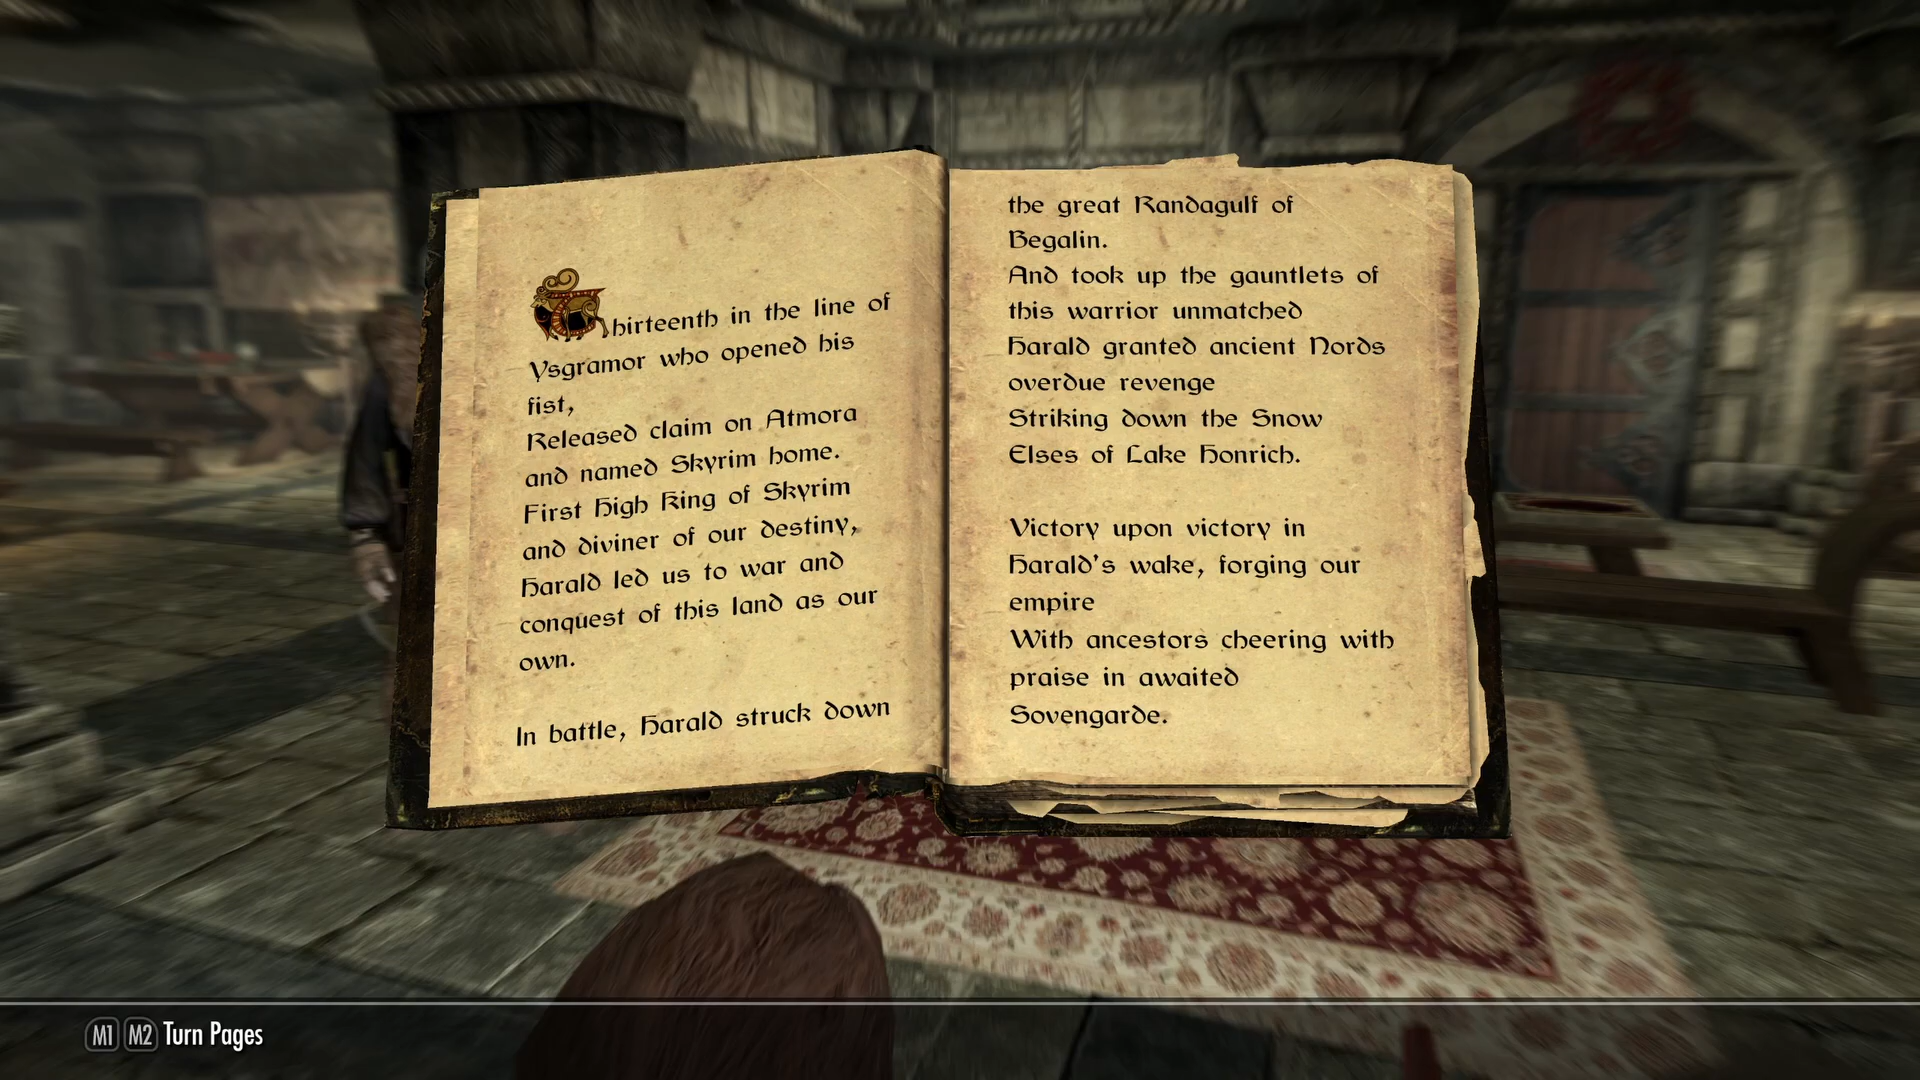 Thirteenth in the line of
Ysgramor who opened his
fist,
Released claim on Atmora
and named Skyrim home.
First High King of Skyrim
and diviner of our destiny,
Harald led us to war and
conquest of this land as our
own.
In battle, Harald struck down
the great Randagulf of
Begalin.
And took up the gauntlets of
this warrior unmatched
Harald granted ancient Nords
overdue revenge
Striking down the Snow
Elses of Lake Honrich.
Victory upon victory in
Harald's wake, forging our
empire
With ancestors cheering with
praise in awaited
Sovengarde.
M1 M2 Turn Pages